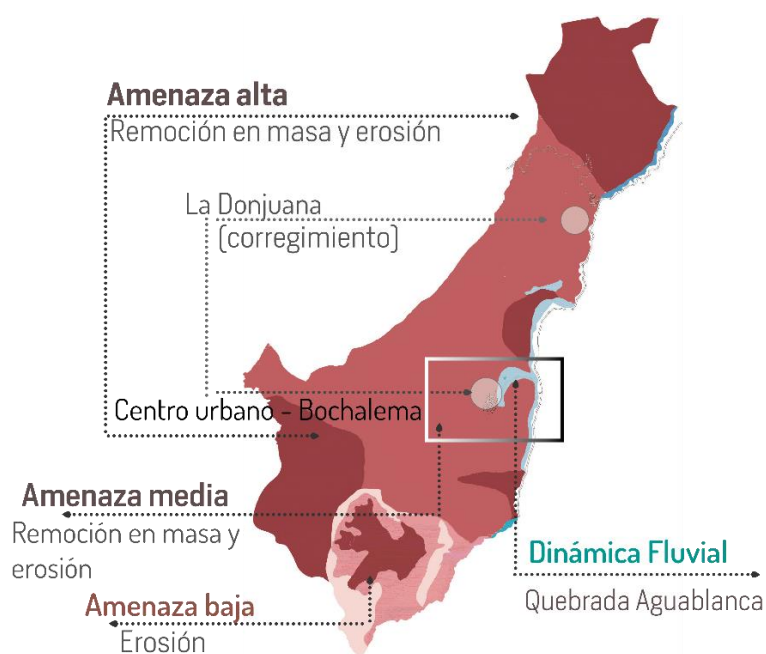 Amenaza alta
Remoción en masa y erosión
La Donjuana
(corregimiento)
Centro urbano - Bochalema
Amenaza media
Remoción en masa y
erosión
Dinámica Fluvial
Quebrada Aguablanca
Amenaza baja
Erosión